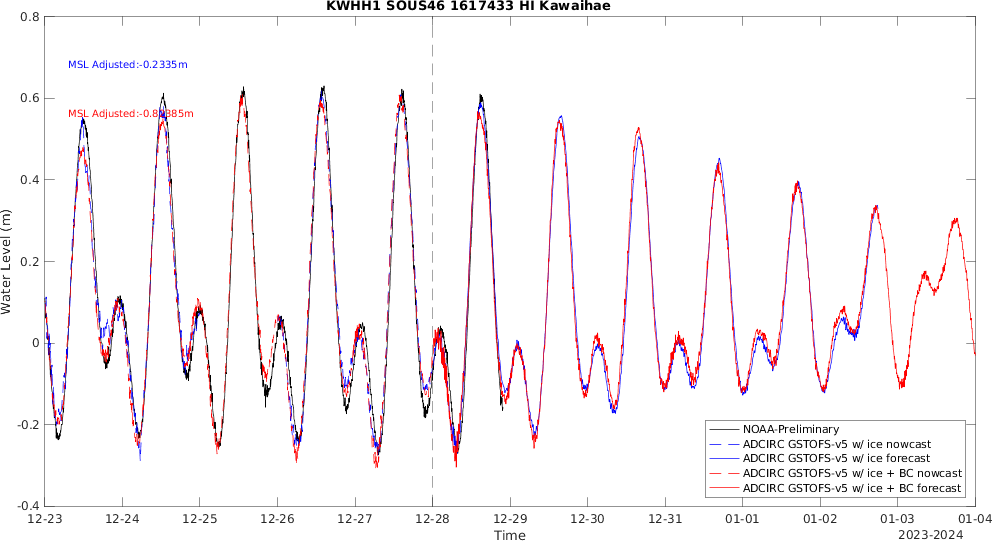 KWHH1 SOUS46 1617433 HI Kawaihae
0.8
0.6
0.4
0.2
0
-0.2
-0.4
Water Level (m)
MSL Adjusted:-0.2335m
12-23
12-24
12-25
12-26
12-27
12-28
12-29
12-30
12-31
01-01
01-02
01-03
01-04
Time
2023-2024
NOAA-Preliminary
ADCIRC GSTOFS-v5 w/ ice nowcast
ADCIRC GSTOFS-v5 w/ ice forecast
ADCIRC GSTOFS-v5 w/ ice + BC nowcast
ADCIRC GSTOFS-v5 w/ ice + BC forecast
MSL Adjusted: